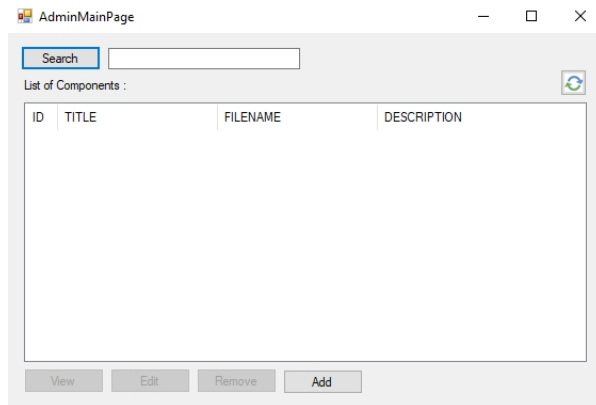 AdminMainPage
Search
List of Components :
ID TITLE FILENAME DESCRIPTION
View Edit Remove Add